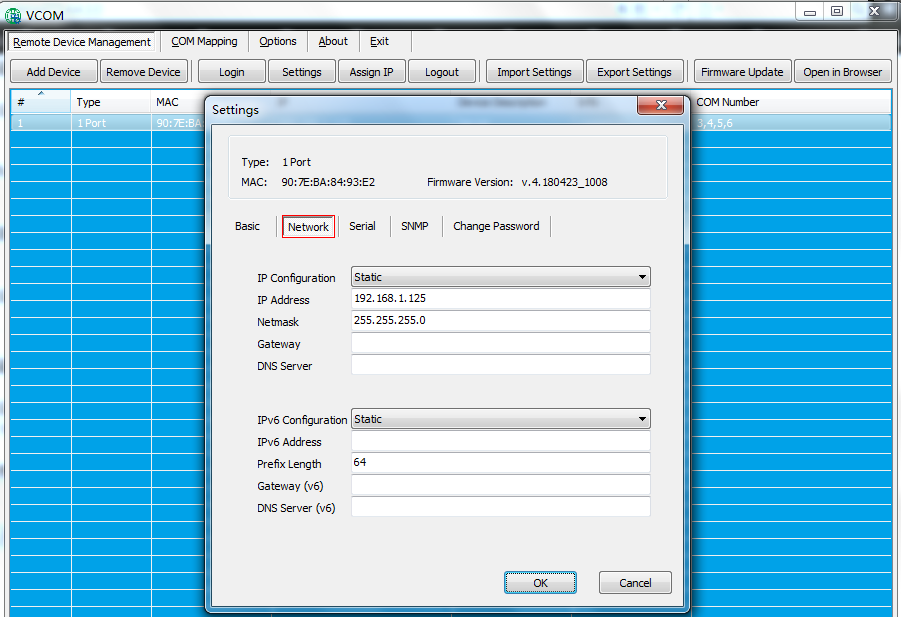 VCOM
Remote Device Management COM Mapping Options About Exit
Add Device Remove Device Login Settings Assign IP Logout Import Settings Export Settings Firmware Update Open in Browser
# Type MAC COM Number
1 1 Port 90:7E:BA 3,4,5,6
Settings
Type: 1 Port
MAC: 90:7E:BA:84:93:E2 Firmware Version: v.4.180423_1008
Basic Network Serial SNMP Change Password
IP Configuration Static
IP Address 192.168.1.125
Netmask 255.255.255.0
Gateway
DNS Server
IPv6 Configuration Static
IPv6 Address
Prefix Length 64
Gateway (v6)
DNS Server (v6)
OK Cancel